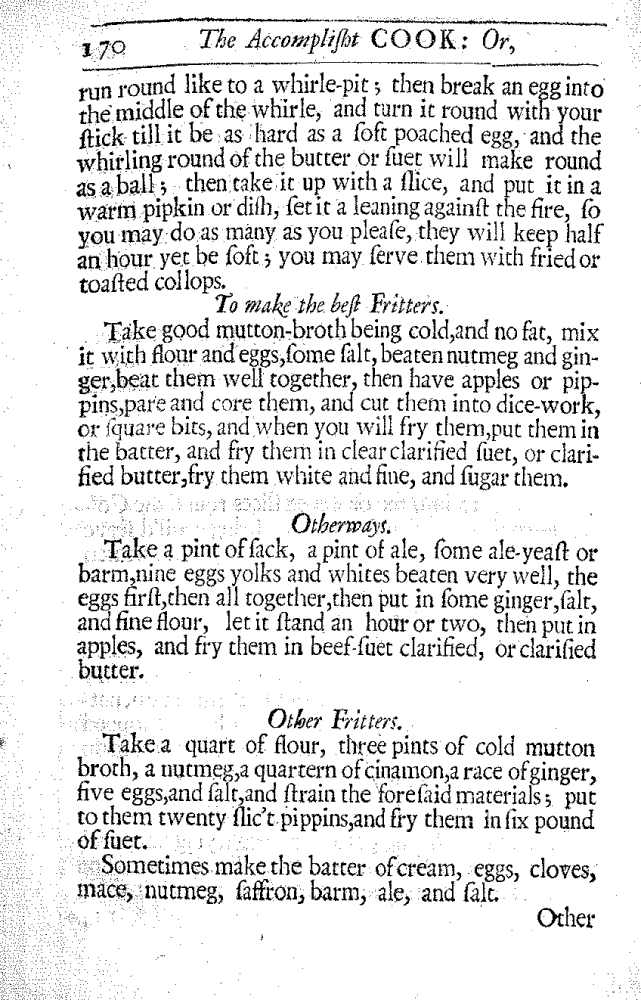 170 The Accompliſht COOK: Or,
run round like to a whirle-pit; then break an egg into
the middle of the whirle, and turn it round with your
ſtick till it be as hard as a ſoft poached egg, and the
whirling round of the butter or ſuet will make round
as a ball; then take it up with a ſlice, and put it in a
warm pipkin or diſh, ſet it a leaning againſt the fire, ſo
you may do as many as you pleaſe, they will keep half
an hour yet be ſoft; you may ſerve them with fried or
toaſted collops.
To make the beſt Fritters.
Take good mutton-broth being cold,and no fat, mix
it with flour and eggs,ſome ſalt, beaten nutmeg and gin-
ger,beat them well together, then have apples or pip-
pins,pare and core them, and cut them into dice-work,
or ſquare bits, and when you will fry them,put them in
the batter, and fry them in clear clarified ſuet, or clari-
fied butter,fry them white and fine, and ſugar them.
Otherways.
Take a pint of ſack, a pint of ale, ſome ale-yeaſt or
barm,nine eggs yolks and whites beaten very well, the
eggs firſt,then all together,then put in ſome ginger,ſalt,
and fine flour, let it ſtand an hour or two, then put in
apples, and fry them in beef-ſuet clarified, or clarified
butter.
Other Fritters.
Take a quart of flour, three pints of cold mutton
broth, a nutmeg,a quartern of cinamon,a race of ginger,
five eggs,and ſalt,and ſtrain the foreſaid materials; put
to them twenty ſlic't pippins,and fry them in ſix pound
of ſuet.
Sometimes make the batter of cream, eggs, cloves,
mace, nutmeg, ſaffron, barm, ale, and ſalt.
Other